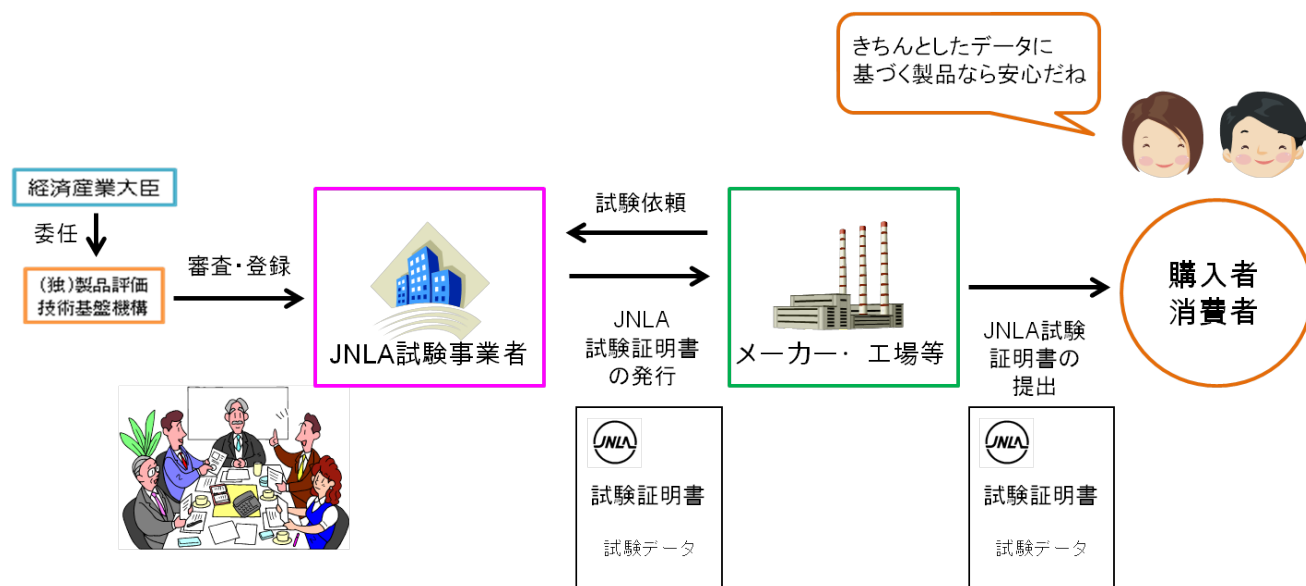 きちんとしたデータに
基づく製品なら安心だね
経済産業大臣
委任
(独)製品評価
技術基盤機構
審査・登録
JNLA試験事業者
試験依頼
JNLA
試験証明書
の発行
メーカー・ 工場等
JNLA試験
証明書の
提出
購入者
消費者
JNLA
試験証明書
試験データ
JNLA
試験証明書
試験データ